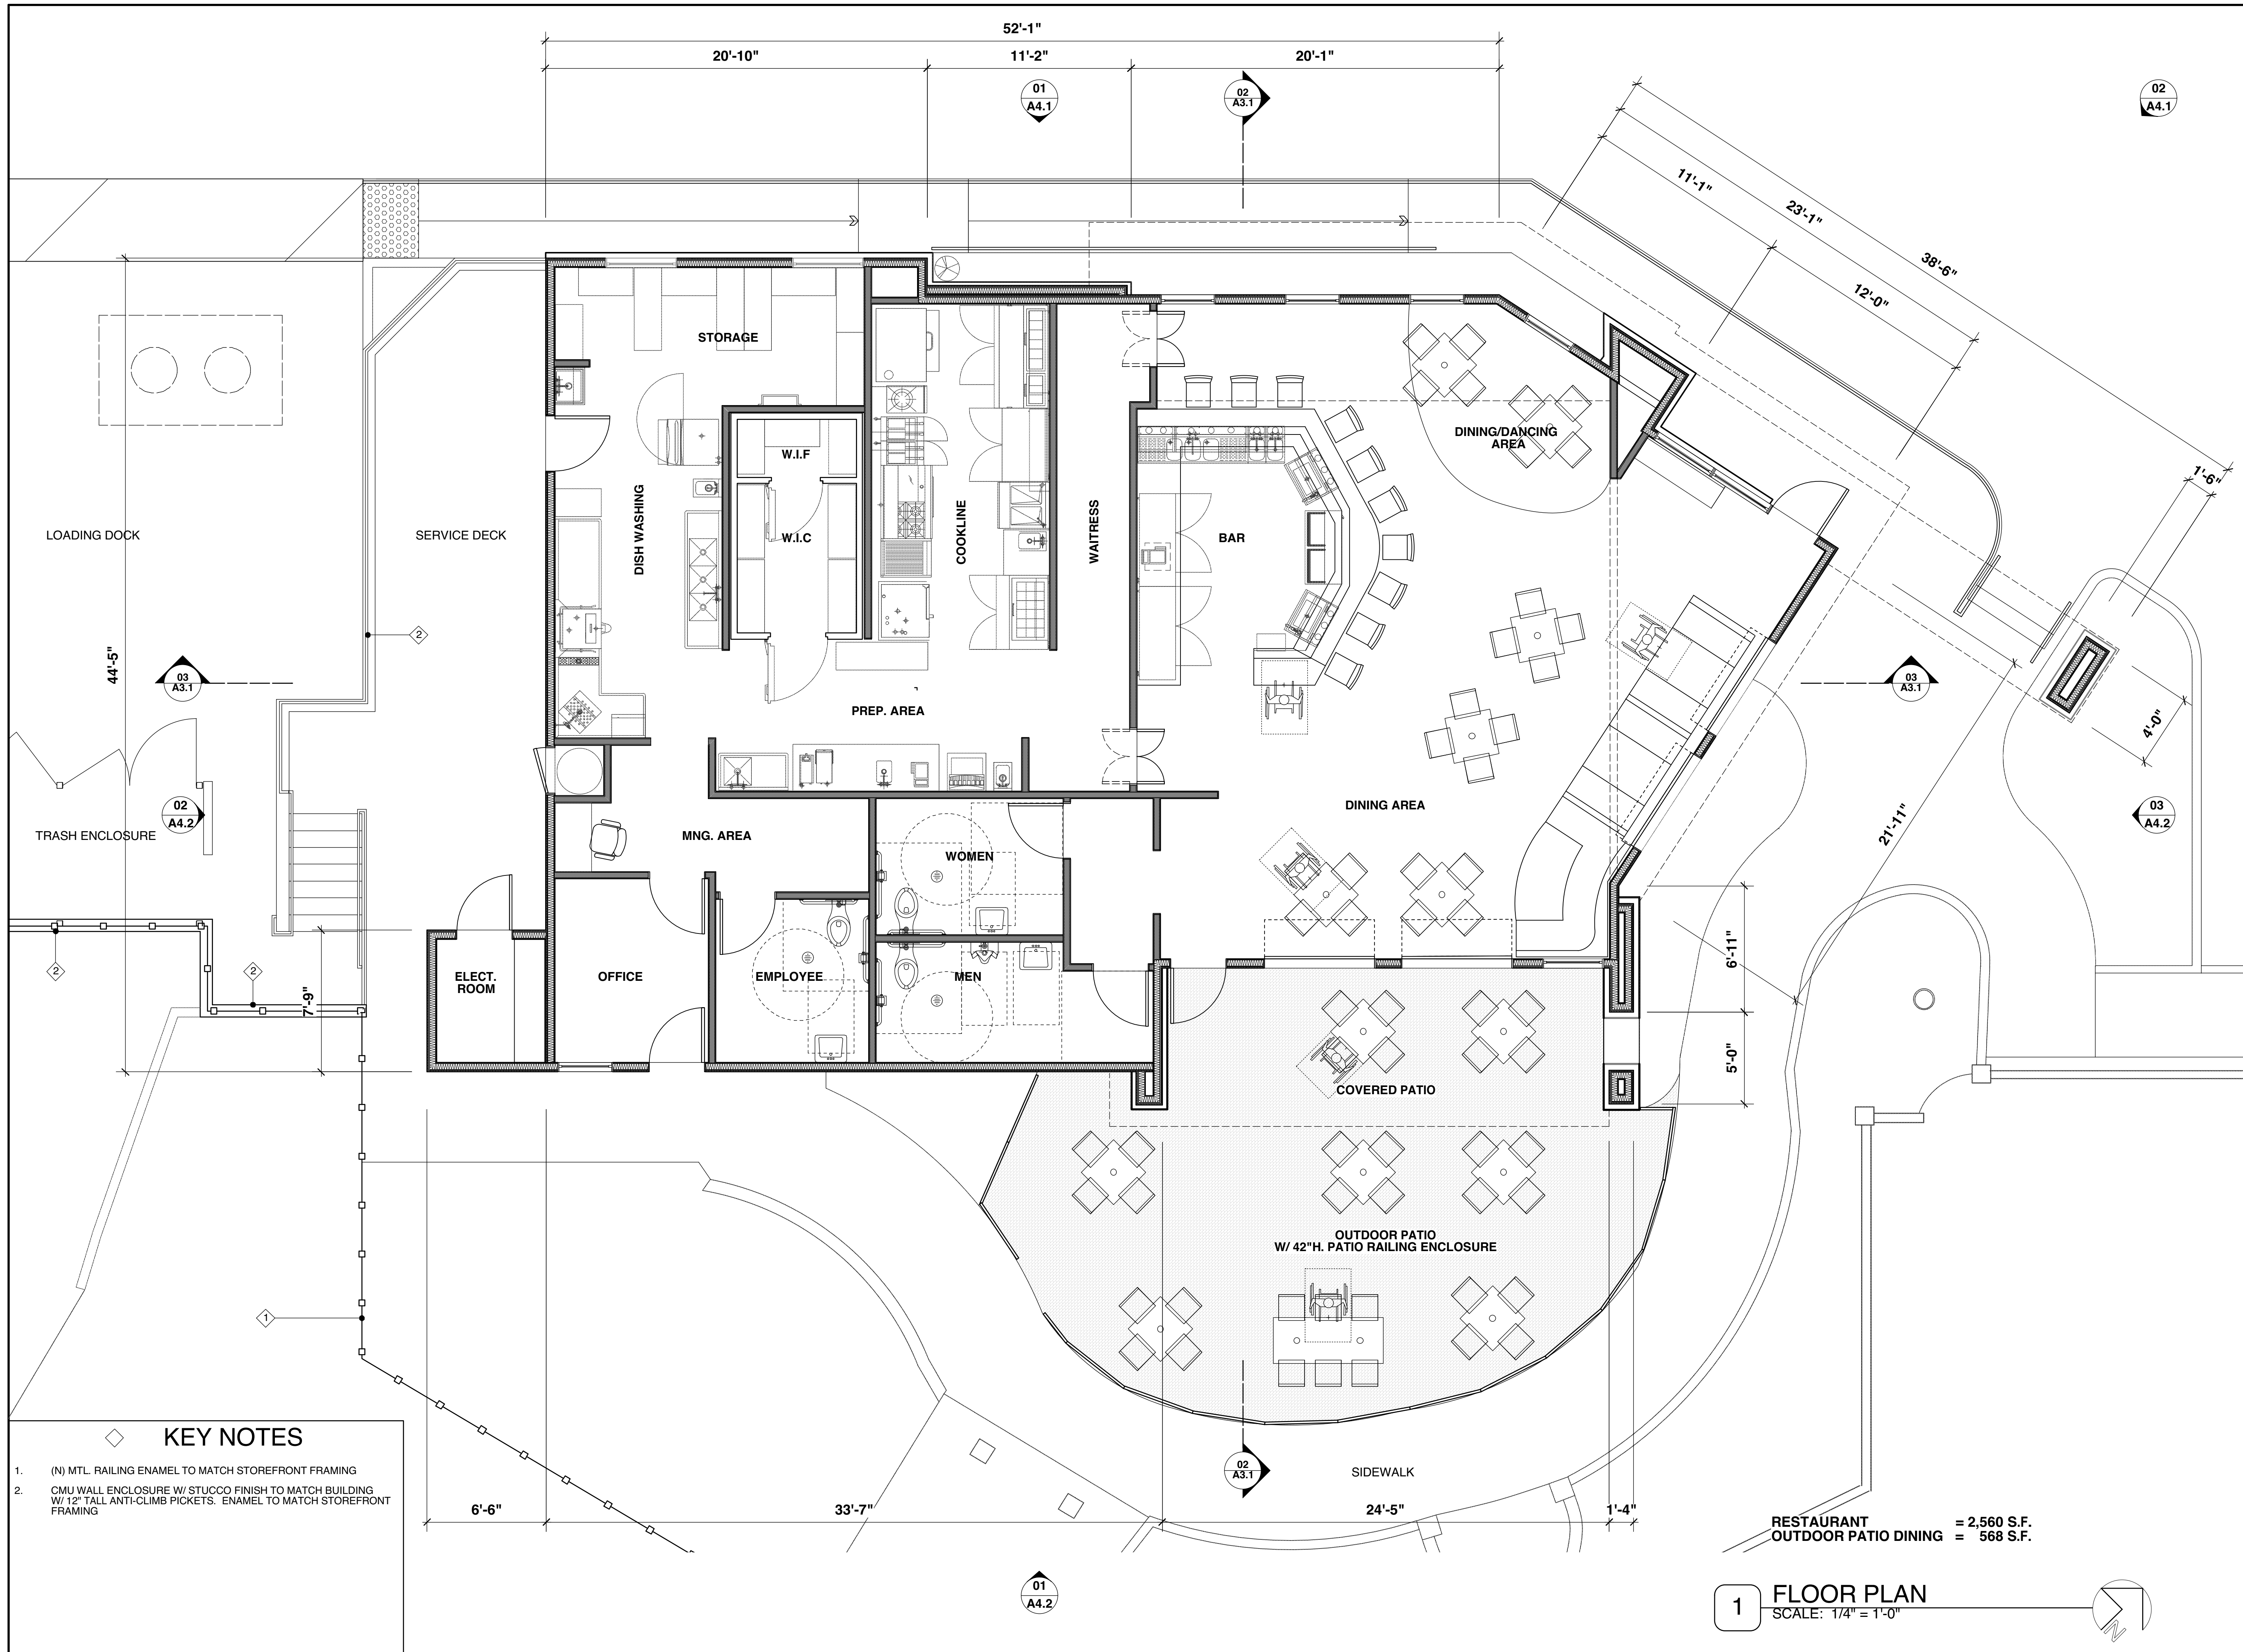 52'-1"
20'-10"
11'-2"
20'-1"
01
A4.1
02
A3.1
02
A4.1
11'-1"
23'-1"
38'-6"
12'-0"
1'-6"
STORAGE
DINING/DANCING
AREA
W.I.F
LOADING DOCK
SERVICE DECK
DISH WASHING
W.I.C
COOKLINE
WAITRESS
BAR
2
44'-5"
03
A3.1
PREP. AREA
03
A3.1
4'-0"
02
A4.2
TRASH ENCLOSURE
MNG. AREA
WOMEN
DINING AREA
21'-11"
03
A4.2
2
2
7'-9"
ELECT.
ROOM
OFFICE
EMPLOYEE
MEN
6'-11"
5'-0"
COVERED PATIO
OUTDOOR PATIO
W/ 42"H. PATIO RAILING ENCLOSURE
1
KEY NOTES
1. (N) MTL. RAILING ENAMEL TO MATCH STOREFRONT FRAMING
2. CMU WALL ENCLOSURE W/ STUCCO FINISH TO MATCH BUILDING
W/ 12" TALL ANTI-CLIMB PICKETS. ENAMEL TO MATCH STOREFRONT
FRAMING
02
A3.1
SIDEWALK
6'-6"
33'-7"
24'-5"
1'-4"
RESTAURANT = 2,560 S.F.
OUTDOOR PATIO DINING = 568 S.F.
01
A4.2
1
FLOOR PLAN
SCALE: 1/4" = 1'-0"
N